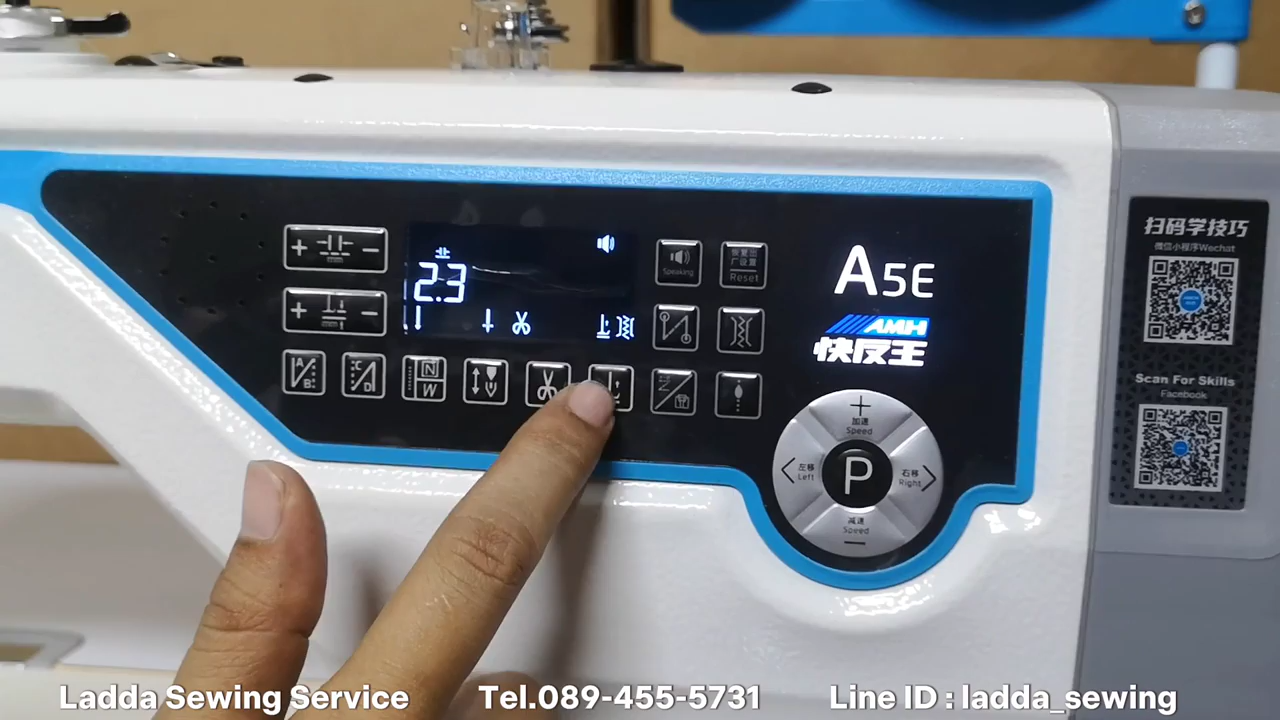 2.3
Speaking
恢复出
厂设置
Reset
A5E
AMH
快反王
A
B
C
D
N
W
加速
Speed
左移
Left
P
右移
Right
减速
Speed
扫码学技巧
微信小程序Wechat
Scan For Skills
Facebook
Ladda Sewing Service Tel.089-455-5731 Line ID : ladda_sewing